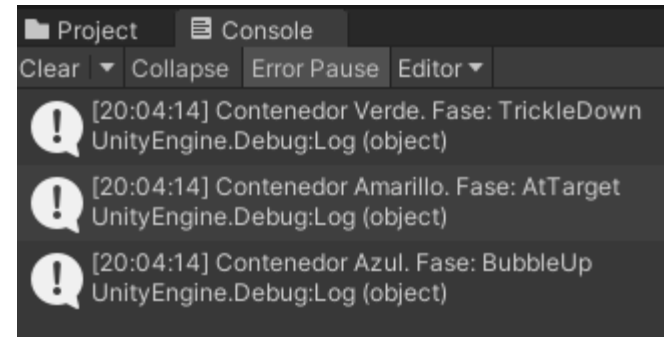 Project Console
Clear Collapse Error Pause Editor
[20:04:14] Contenedor Verde. Fase: TrickleDown
UnityEngine.Debug:Log (object)
[20:04:14] Contenedor Amarillo. Fase: AtTarget
UnityEngine.Debug:Log (object)
[20:04:14] Contenedor Azul. Fase: BubbleUp
UnityEngine.Debug:Log (object)